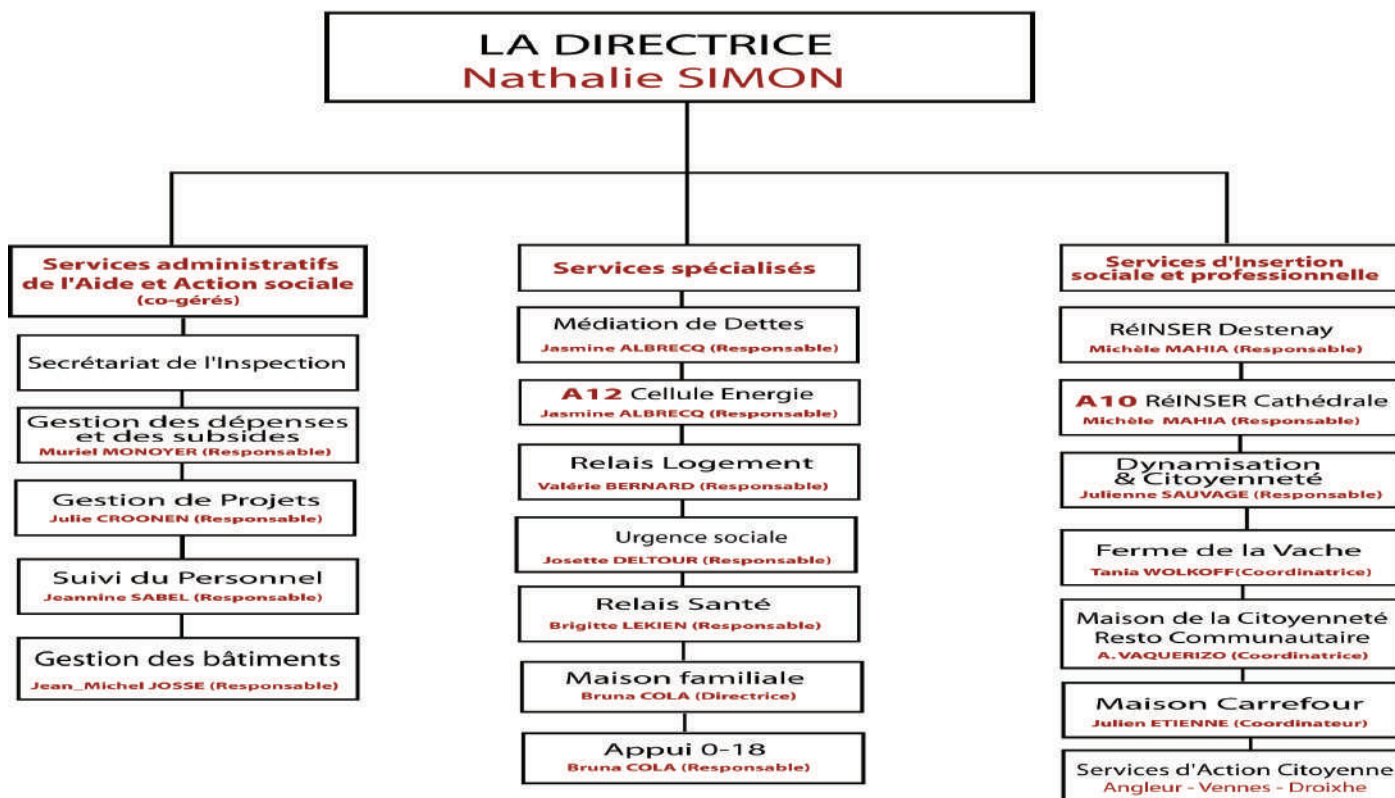 LA DIRECTRICE
Nathalie SIMON
Services administratifs
de l'Aide et Action sociale
(co-gérés)
Secrétariat de l'Inspection
Gestion des dépenses
et des subsides
Muriel MONOYER (Responsable)
Gestion de Projets
Julie CROONEN (Responsable)
Suivi du Personnel
Jeannine SABEL (Responsable)
Gestion des bâtiments
Jean_Michel JOSSE (Responsable)
Services spécialisés
Médiation de Dettes
Jasmine ALBRECQ (Responsable)
A12 Cellule Energie
Jasmine ALBRECQ (Responsable)
Relais Logement
Valérie BERNARD (Responsable)
Urgence sociale
Josette DELTOUR (Responsable)
Relais Santé
Brigitte LEKIEN (Responsable)
Maison familiale
Bruna COLA (Directrice)
Appui 0-18
Bruna COLA (Responsable)
Services d'Insertion
sociale et professionnelle
RéINSER Destenay
Michèle MAHIA (Responsable)
A10 RéINSER Cathédrale
Michèle MAHIA (Responsable)
Dynamisation
& Citoyenneté
Julienne SAUVAGE (Responsable)
Ferme de la Vache
Tania WOLKOFF(Coordinatrice)
Maison de la Citoyenneté
Resto Communautaire
A. VAQUERIZO (Coordinatrice)
Maison Carrefour
Julien ETIENNE (Coordinateur)
Services d'Action Citoyenne
Angleur - Vennes - Droixhe